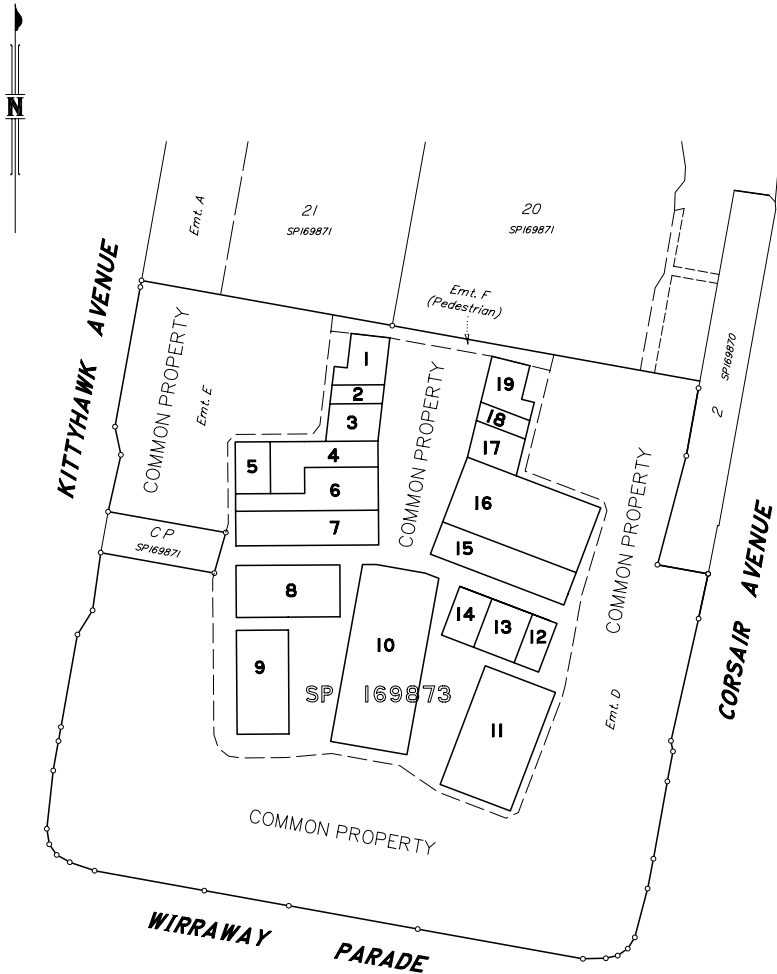 N
Emt. A
21
SP169871
20
SP169871
KITTYHAWK AVENUE
Emt. F
(Pedestrian)
COMMON PROPERTY
Emt. E
1
2
3
4
5
6
7
COMMON PROPERTY
19
18
17
16
15
2
SP169870
COMMON PROPERTY
CORSAIR AVENUE
CP
SP169871
8
9
10
14
13
12
11
SP 169873
Emt. D
COMMON PROPERTY
WIRRAWAY PARADE